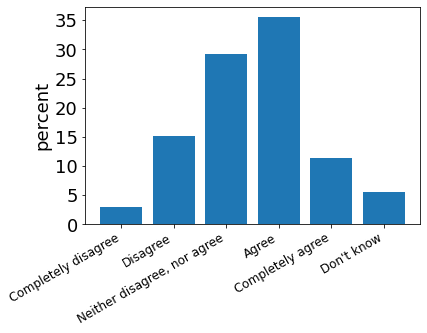 percent
35
30
25
20
15
10
5
0
Completely disagree
Disagree
Neither disagree, nor agree
Agree
Completely agree
Don't know